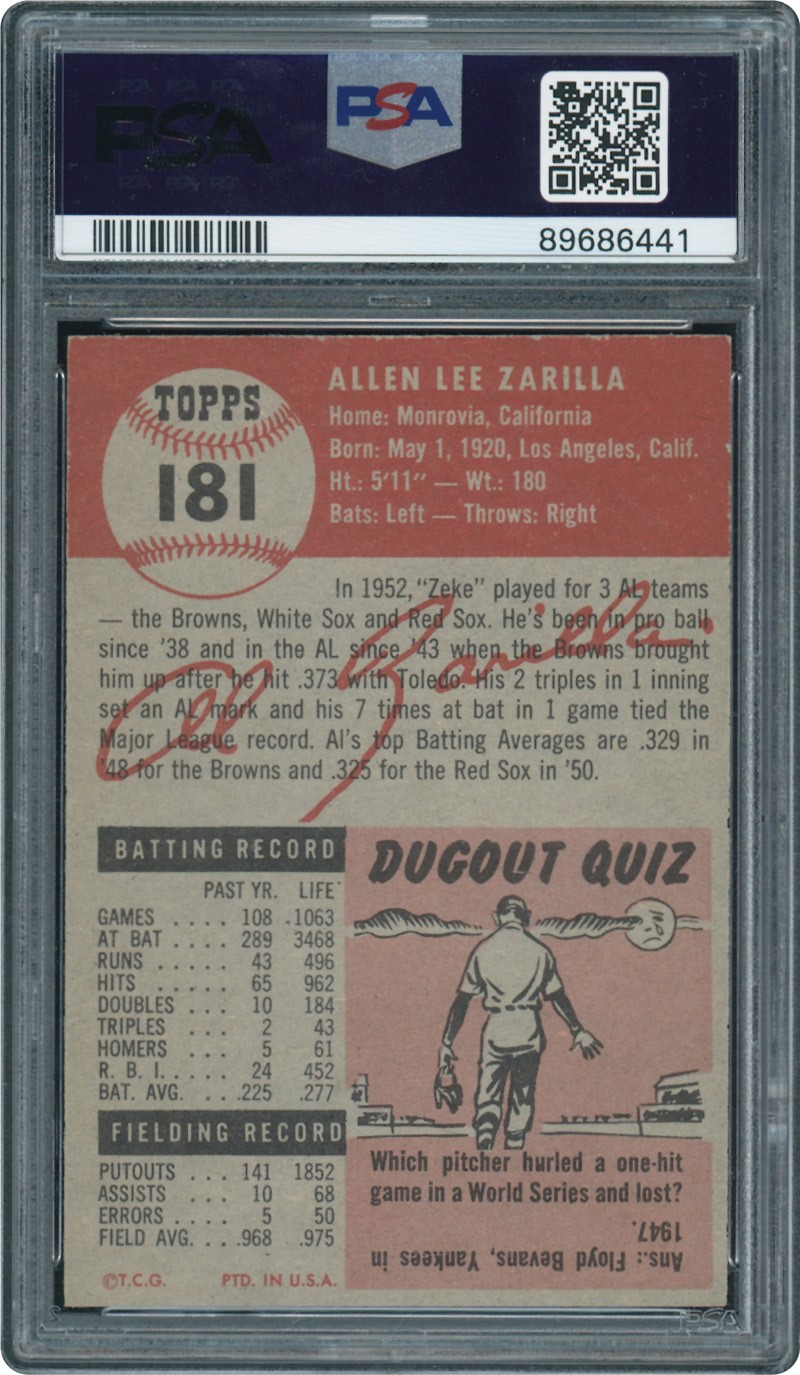 PSA
PSA
89686441
TOPPS
181
ALLEN LEE ZARILLA
Home: Monrovia, California
Born: May 1, 1920, Los Angeles, Calif.
Ht.: 5'11" — Wt.: 180
Bats: Left — Throws: Right
In 1952, "Zeke" played for 3 AL teams
— the Browns, White Sox and Red Sox. He's been in pro ball
since '38 and in the AL since '43 when the Browns brought
him up after he hit .373 with Toledo. His 2 triples in 1 inning
set an AL mark and his 7 times at bat in 1 game tied the
Major League record. Al's top Batting Averages are .329 in
'48 for the Browns and .325 for the Red Sox in '50.
Al Zarilla
BATTING RECORD
PAST YR. LIFE
GAMES .... 108 1063
AT BAT .... 289 3468
RUNS ..... 43 496
HITS ..... 65 962
DOUBLES ... 10 184
TRIPLES ... 2 43
HOMERS ... 5 61
R. B. I. .... 24 452
BAT. AVG. ... .225 .277
FIELDING RECORD
PUTOUTS ... 141 1852
ASSISTS ... 10 68
ERRORS .... 5 50
FIELD AVG. ... .968 .975
©T.C.G. PTD. IN U.S.A.
DUGOUT QUIZ
Which pitcher hurled a one-hit
game in a World Series and lost?
Ans.: Floyd Bevans, Yankees in
1947.
PSA